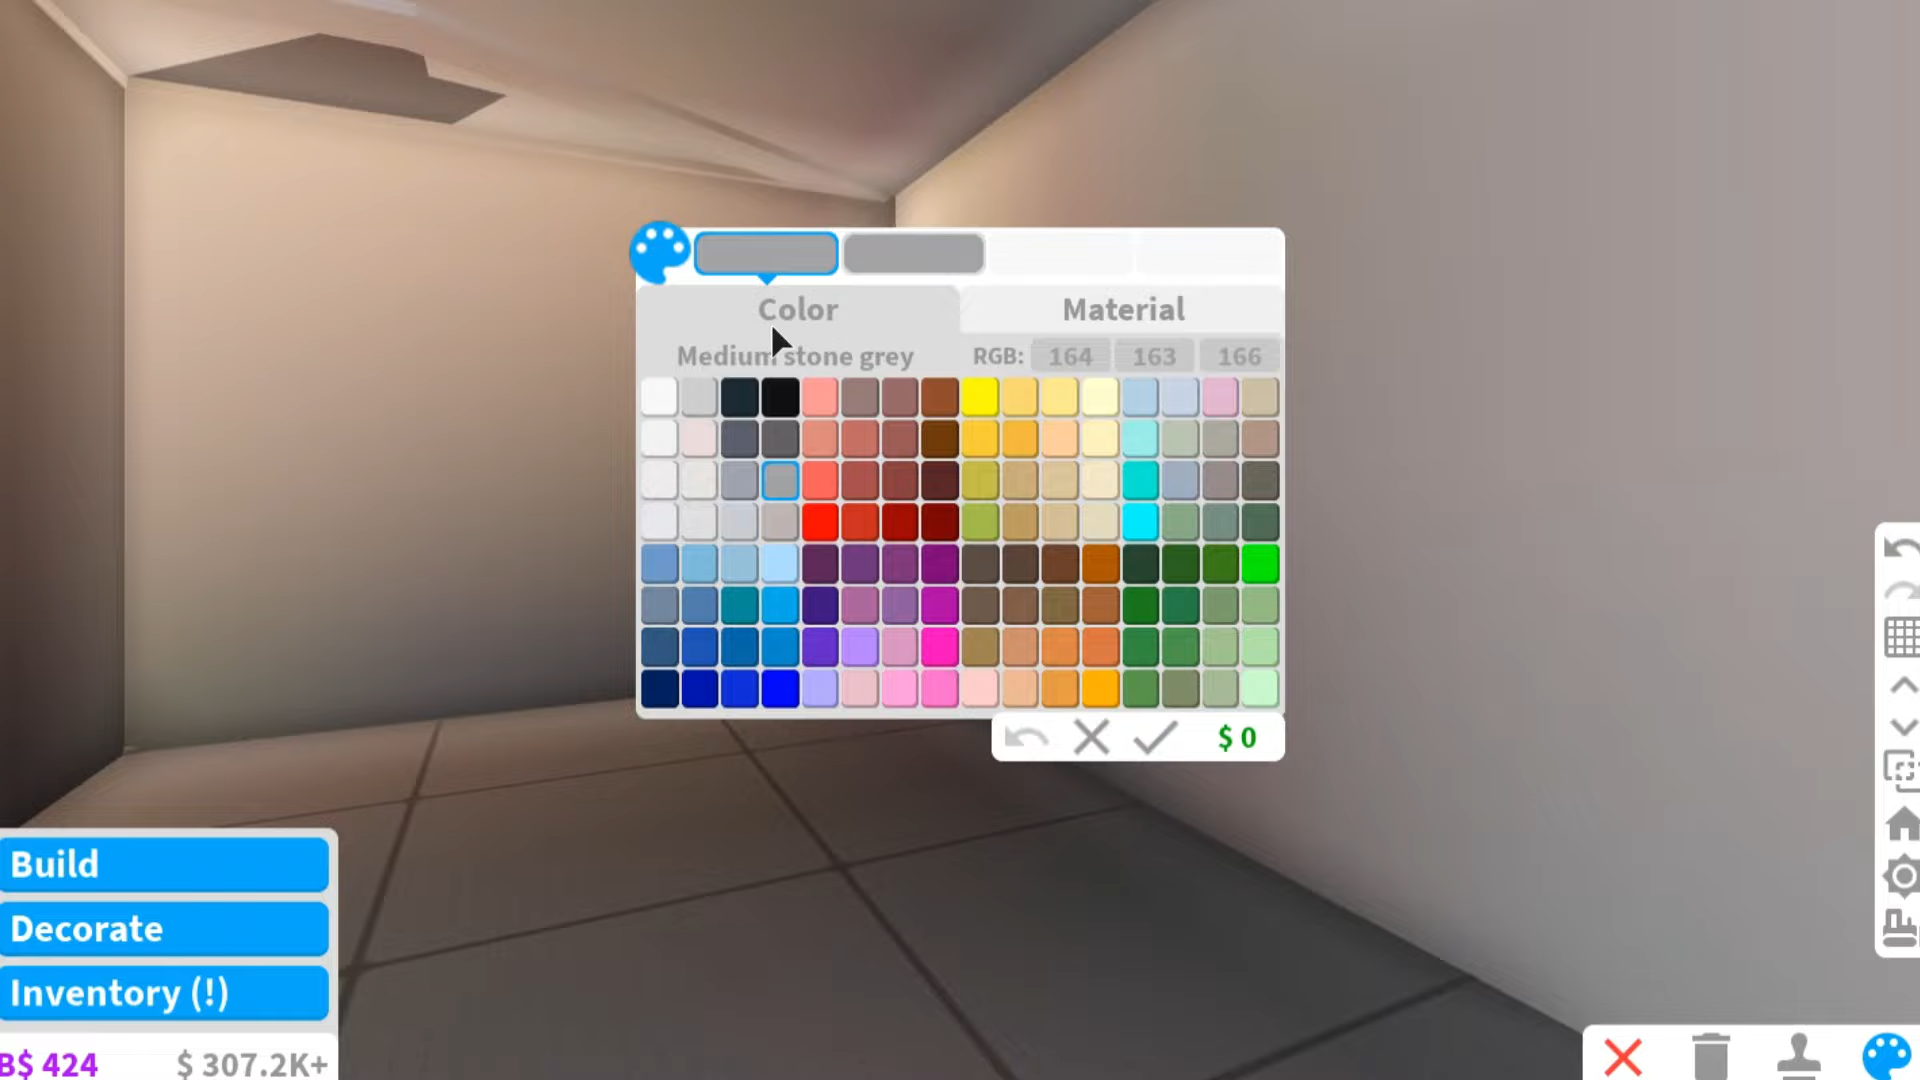 Color
Material
Medium stone grey
RGB: 164 163 166
$ 0
Build
Decorate
Inventory (!)
B$ 424
$ 307.2K+